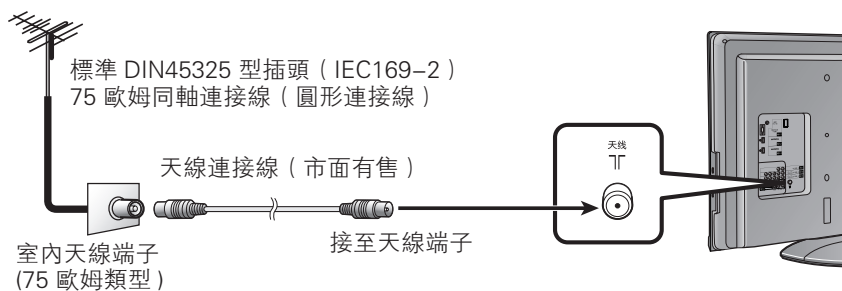 標準 DIN45325 型插頭（IEC169–2）
75 歐姆同軸連接線（圓形連接線）
天線連接線（市面有售）
天线
接至天線端子
室內天線端子
(75 歐姆類型)